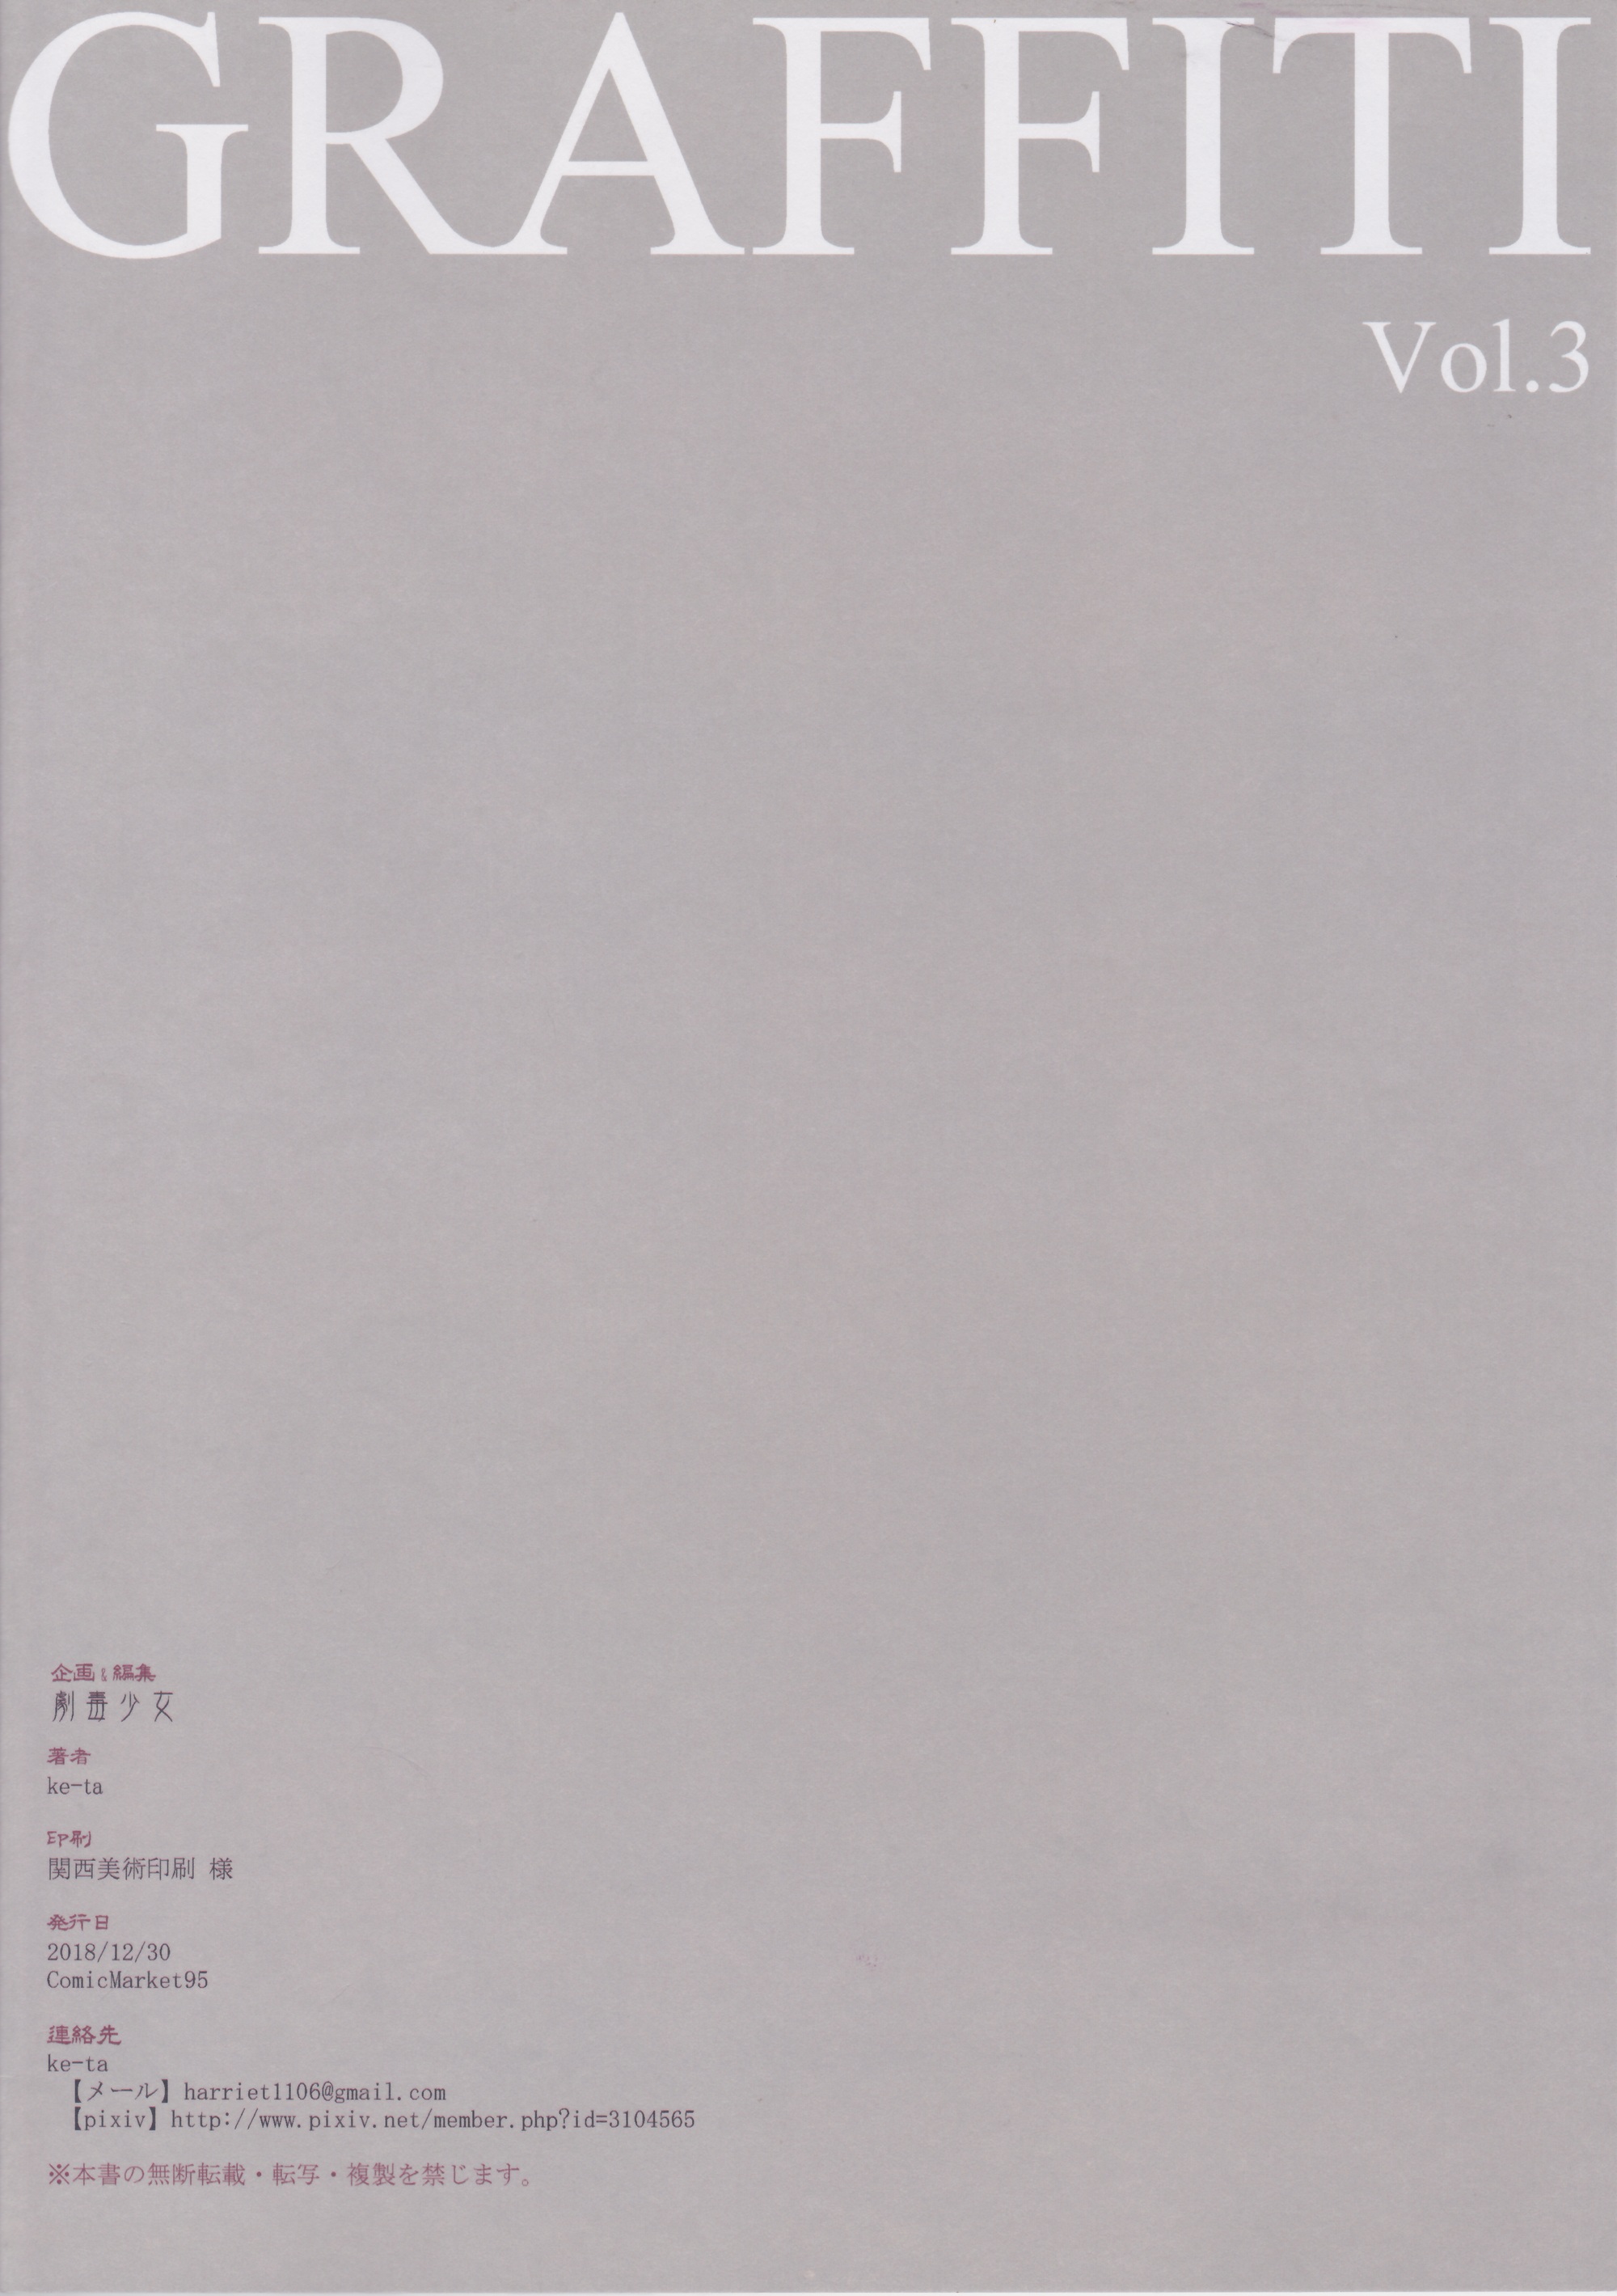 GRAFFITI
Vol.3
企画&編集
劇毒少女
著者
ke-ta
印刷
関西美術印刷 様
発行日
2018/12/30
ComicMarket95
連絡先
ke-ta
【メール】harriet1106@gmail.com
【pixiv】http://www.pixiv.net/member.php?id=3104565
※本書の無断転載・転写・複製を禁じます。